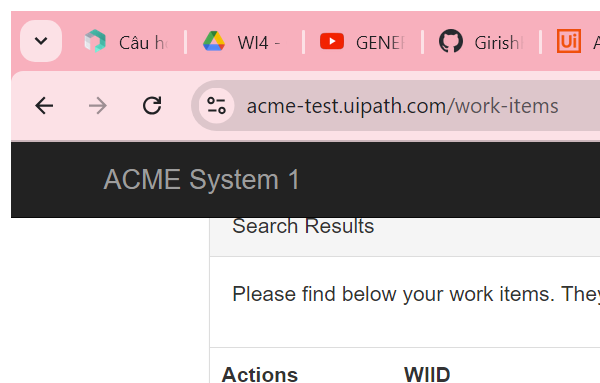 Câu h WI4 - GENE Girish Ui A
acme-test.uipath.com/work-items
ACME System 1
Search Results
Please find below your work items. They
Actions WIID